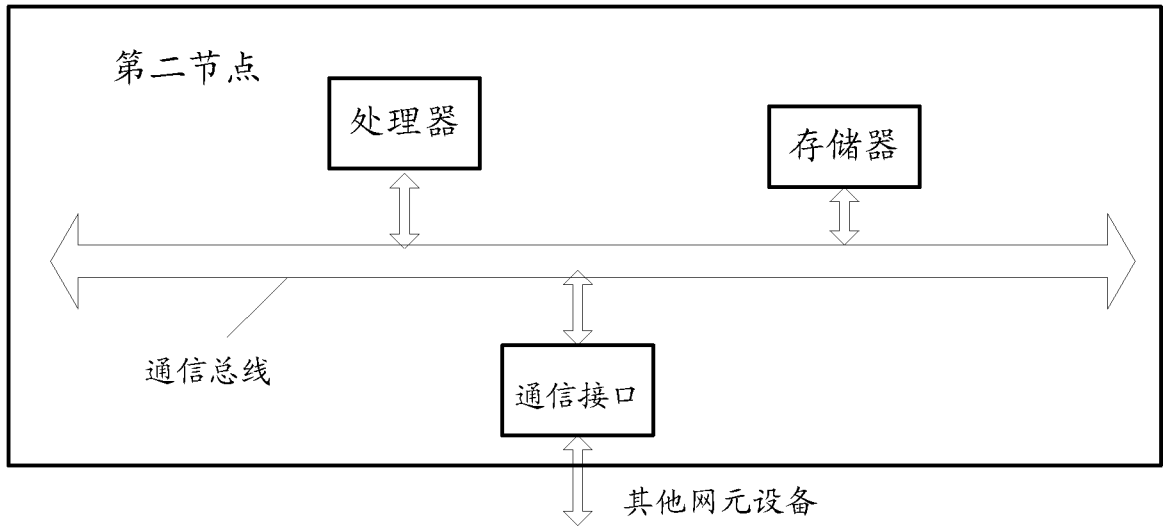 第二节点
处理器
存储器
通信总线
通信接口
其他网元设备